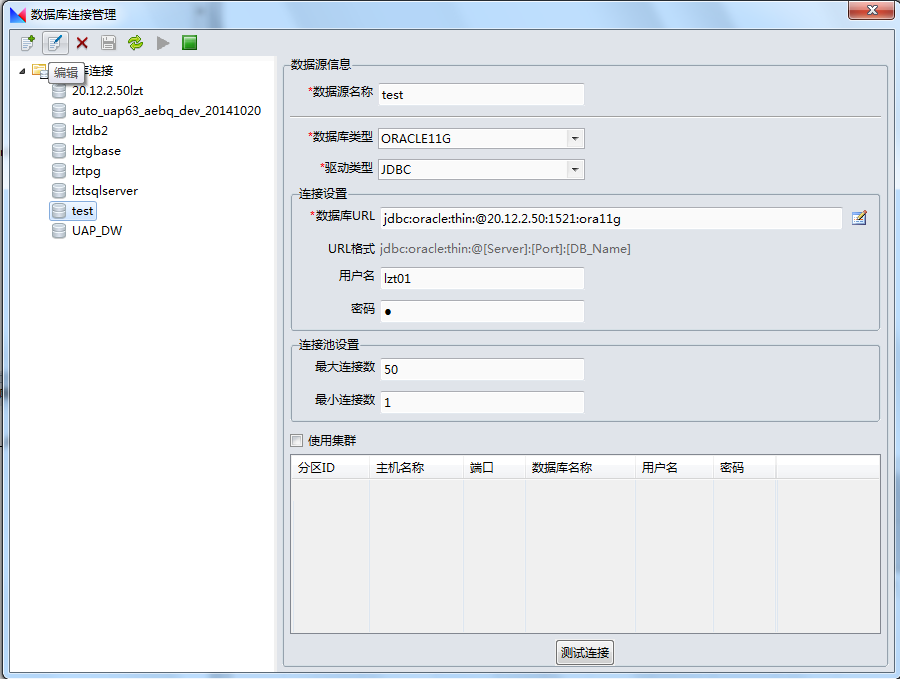 数据库连接管理
编辑
库连接
20.12.2.50lzt
auto_uap63_aebq_dev_20141020
lztdb2
lztgbase
lztpg
lztsqlserver
test
UAP_DW
数据源信息
*数据源名称 test
*数据库类型 ORACLE11G
*驱动类型 JDBC
连接设置
*数据库URL jdbc:oracle:thin:@20.12.2.50:1521:ora11g
URL格式 jdbc:oracle:thin:@[Server]:[Port]:[DB_Name]
用户名 lzt01
密码 ●
连接池设置
最大连接数 50
最小连接数 1
使用集群
分区ID 主机名称 端口 数据库名称 用户名 密码
测试连接